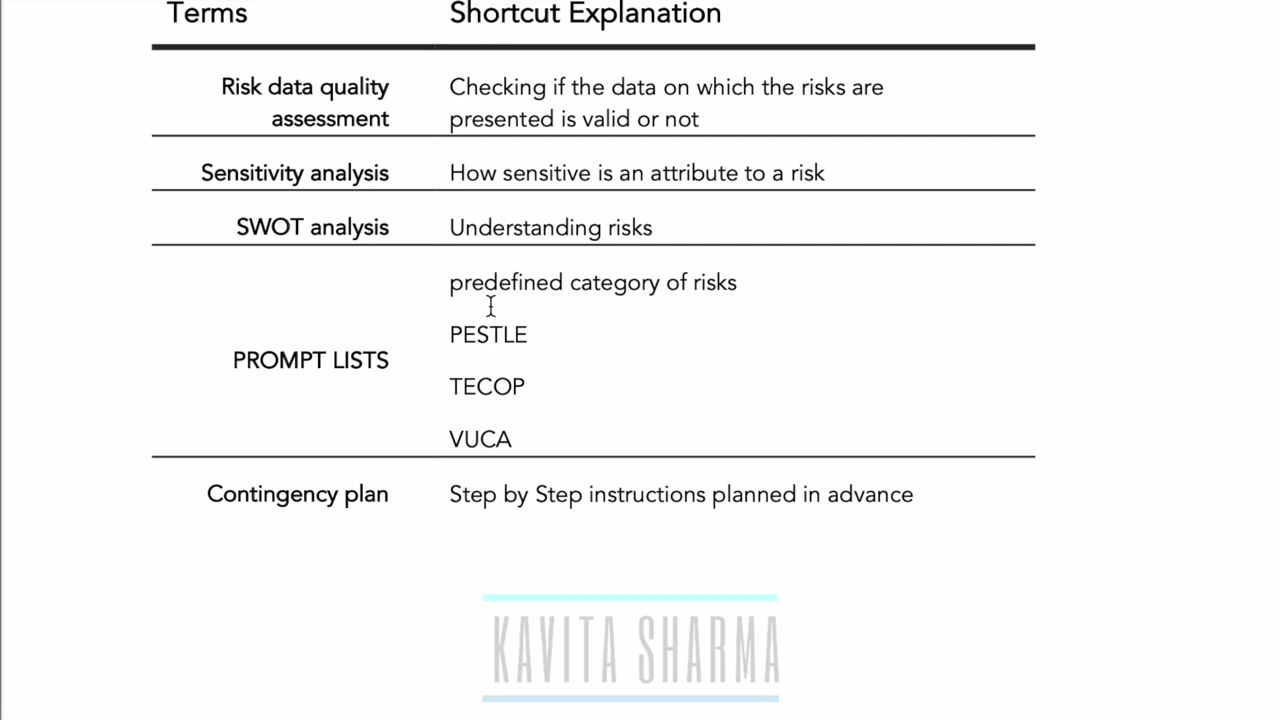 Terms Shortcut Explanation
Risk data quality assessment Checking if the data on which the risks are
presented is valid or not
Sensitivity analysis How sensitive is an attribute to a risk
SWOT analysis Understanding risks
PROMPT LISTS predefined category of risks
PESTLE
TECOP
VUCA
Contingency plan Step by Step instructions planned in advance
KAVITA SHARMA